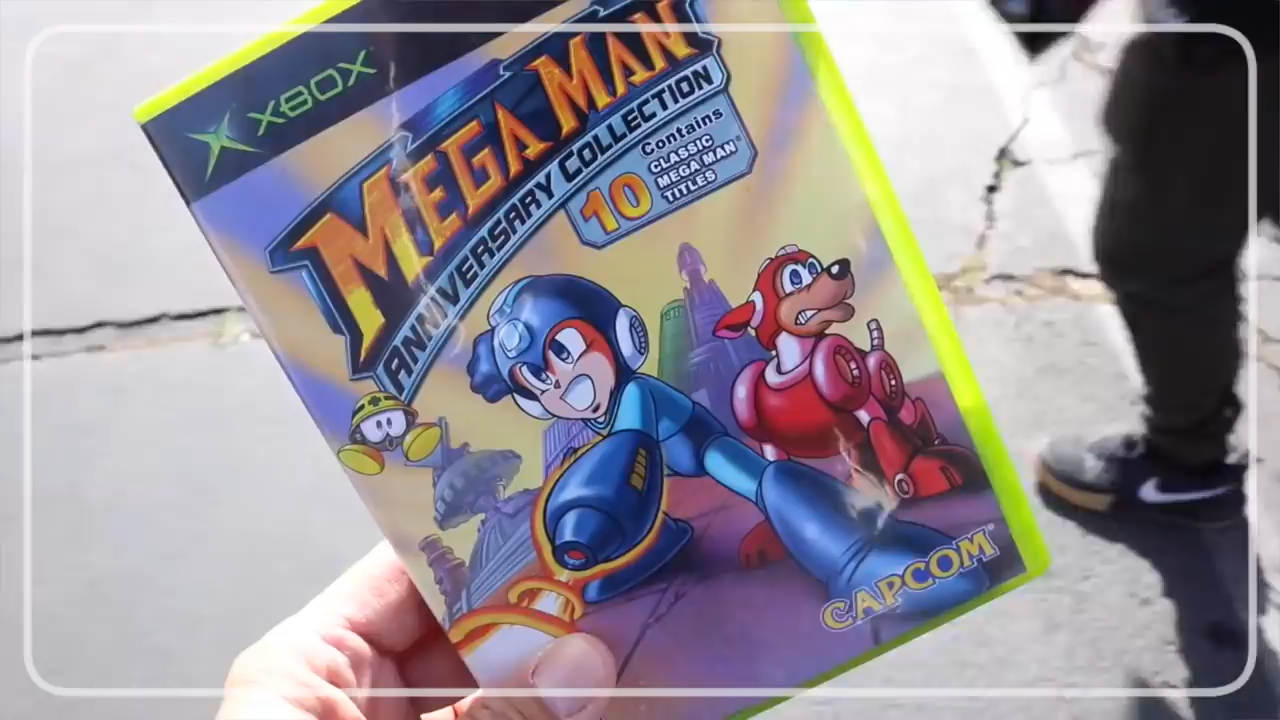 XBOX
MEGA MAN
ANNIVERSARY COLLECTION
Contains
10 CLASSIC
MEGA MAN®
TITLES
CAPCOM®